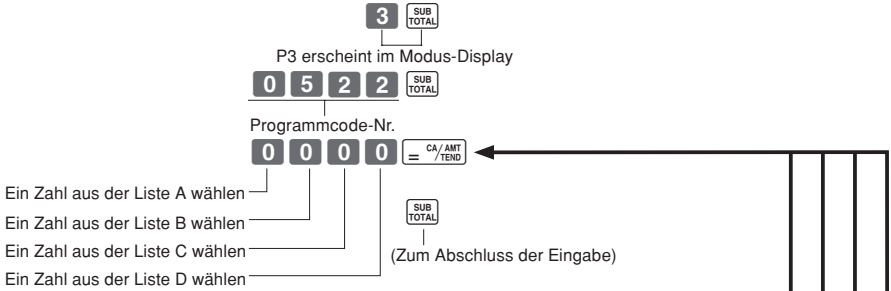 3 SUB TOTAL
P3 erscheint im Modus-Display
0 5 2 2 SUB TOTAL
Programmcode-Nr.
0 0 0 0 = CA/AMT /TEND
Ein Zahl aus der Liste A wählen
Ein Zahl aus der Liste B wählen
SUB TOTAL
Ein Zahl aus der Liste C wählen
(Zum Abschluss der Eingabe)
Ein Zahl aus der Liste D wählen